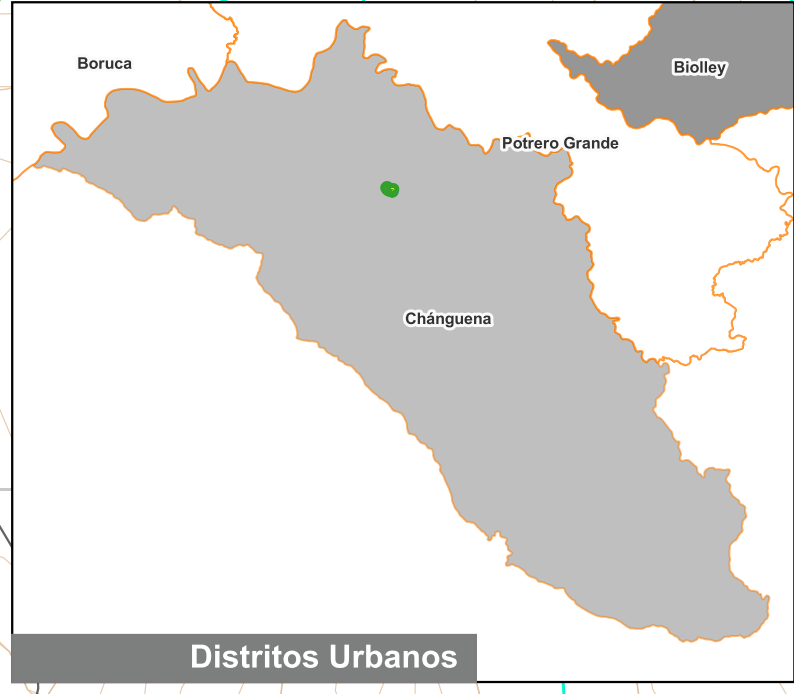 Boruca
Biolley
Potrero Grande
Chánguena
Distritos Urbanos